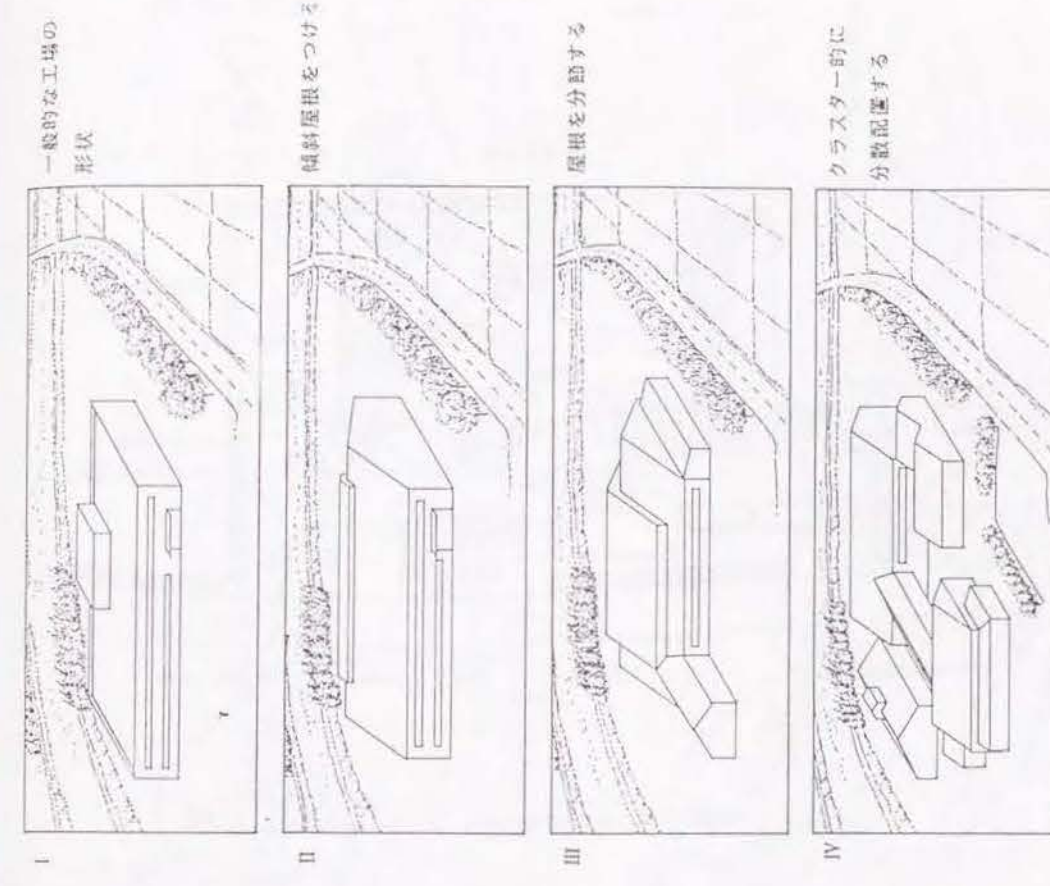 I
一般的な工場の
形状
II
傾斜屋根をつける
III
屋根を分節する
IV
クラスター的に
分散配置する